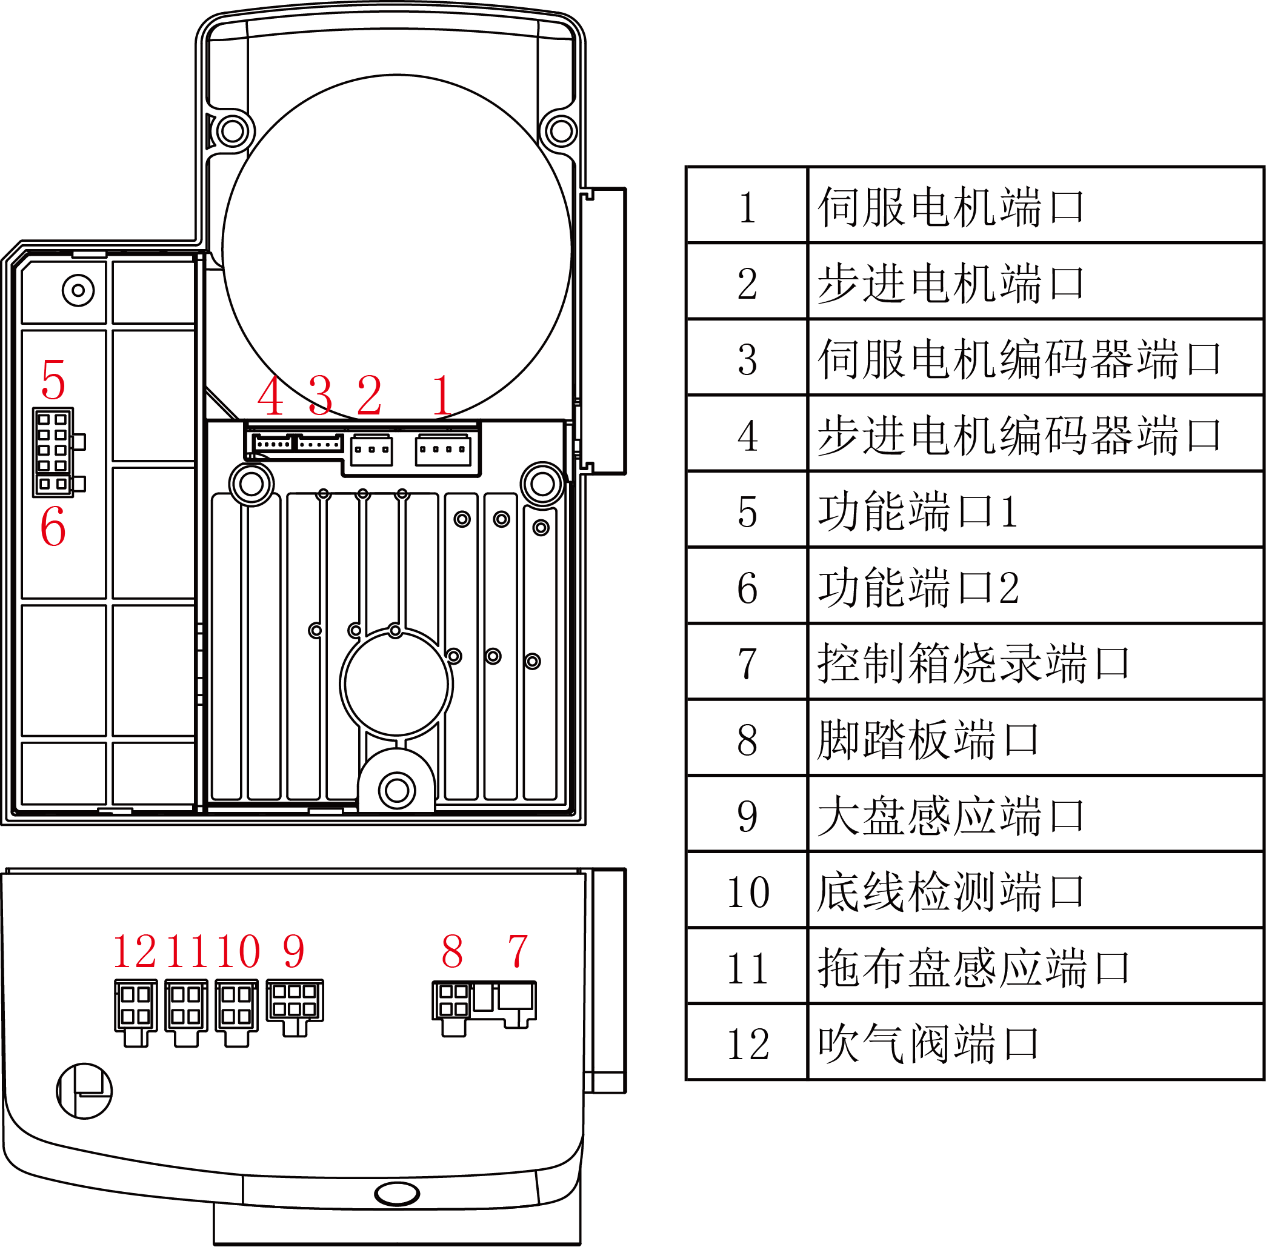 5
4 3 2 1
6
12 11 10 9 8 7
1 伺服电机端口
2 步进电机端口
3 伺服电机编码器端口
4 步进电机编码器端口
5 功能端口1
6 功能端口2
7 控制箱烧录端口
8 脚踏板端口
9 大盘感应端口
10 底线检测端口
11 拖布盘感应端口
12 吹气阀端口